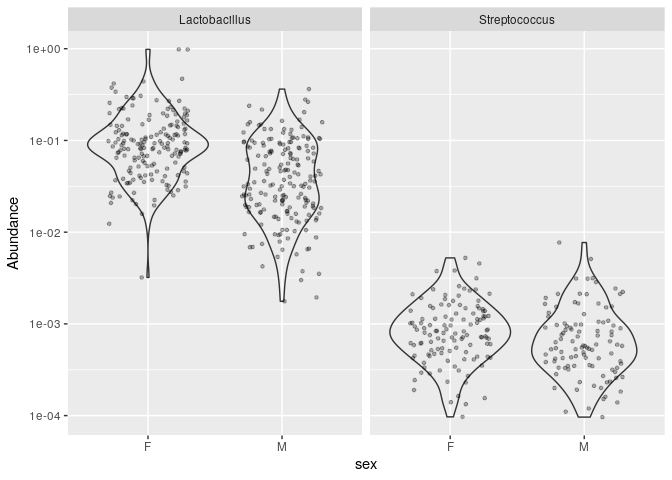 Lactobacillus
Streptococcus
Abundance
1e+00
1e-01
1e-02
1e-03
1e-04
F
M
F
M
sex